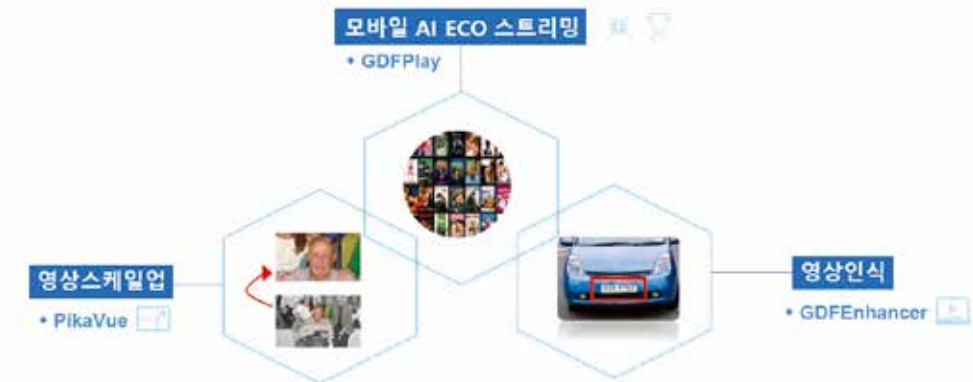 모바일 AI ECO 스트리밍
• GDFPlay
영상스케일업
• PikaVue
영상인식
• GDFEnhancer